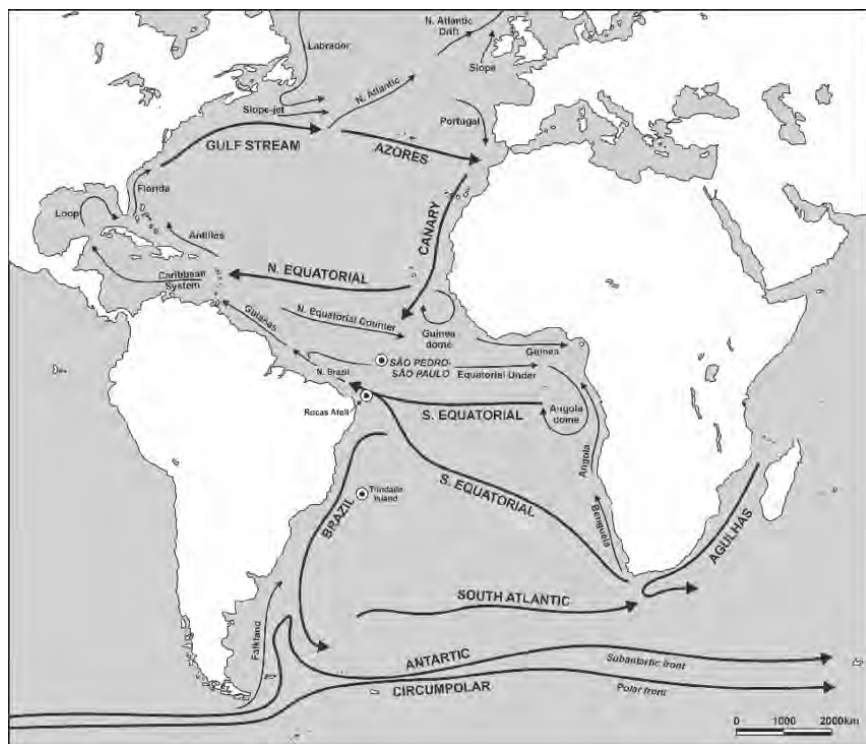 N. Atlantic
Drift
Labrador
Slope
N. Atlantic
Slope-jet
Portugal
GULF STREAM
AZORES
Florida
Loop
Antilles
CANARY
Caribbean
System
N. EQUATORIAL
Guianas
N. Equatorial Counter
Guinea
dome
Guinea
SÃO PEDRO-
SÃO PAULO
N. Brazil
Equatorial Under
Rocas Atoll
S. EQUATORIAL
Angola
dome
Angola
S. EQUATORIAL
Trindade
Island
BRAZIL
Benguela
AGULHAS
SOUTH ATLANTIC
Falkland
ANTARTIC
Subantartic front
CIRCUMPOLAR
Polar front
0 1000 2000km